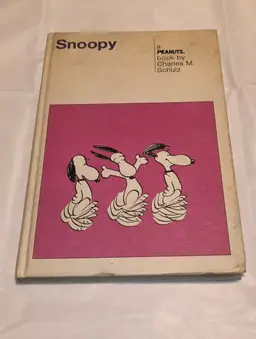 Snoopy
a
PEANUTS®
book by
Charles M.
Schulz